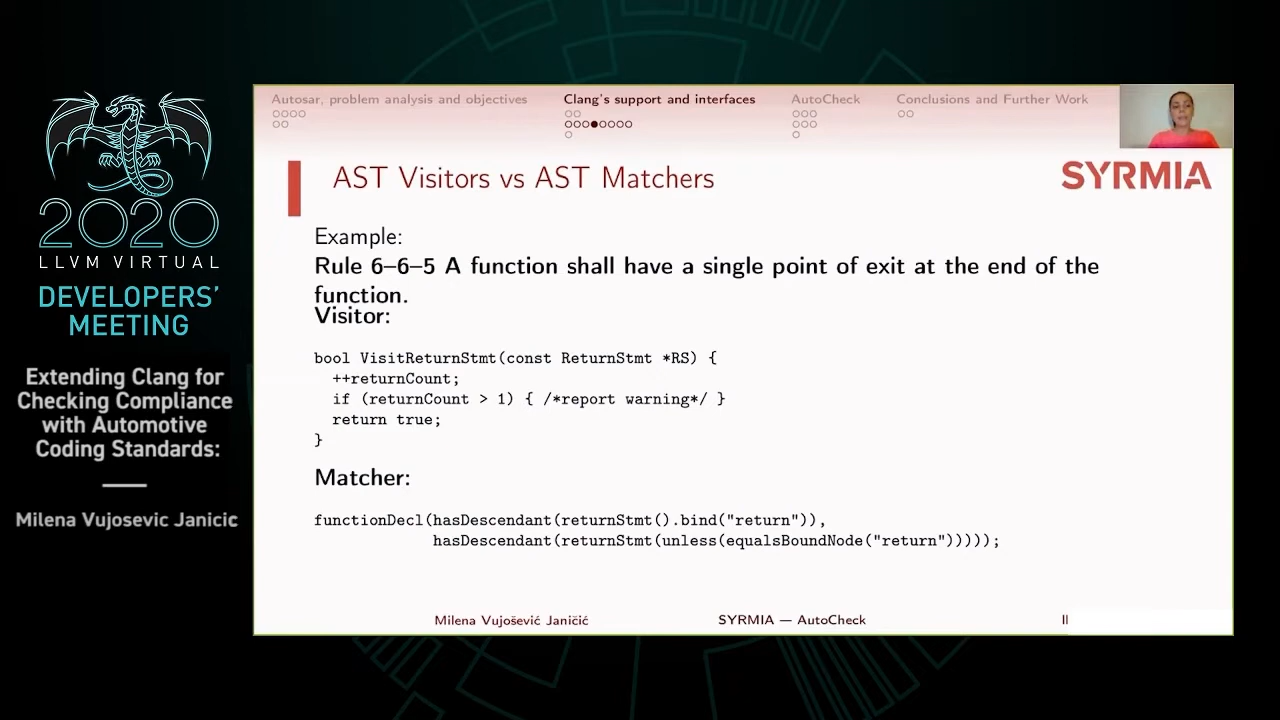 2020
LLVM VIRTUAL
DEVELOPERS'
MEETING
Extending Clang for
Checking Compliance
with Automotive
Coding Standards:
Milena Vujosevic Janicic
Autosar, problem analysis and objectives
Clang's support and interfaces
AutoCheck
Conclusions and Further Work
AST Visitors vs AST Matchers
SYRMIA
Example:
Rule 6–6–5 A function shall have a single point of exit at the end of the
function.
Visitor:
bool VisitReturnStmt(const ReturnStmt *RS) {
++returnCount;
if (returnCount > 1) { /*report warning*/ }
return true;
}
Matcher:
functionDecl(hasDescendant(returnStmt().bind("return")),
hasDescendant(returnStmt(unless(equalsBoundNode("return")))));
Milena Vujošević Janičić
SYRMIA — AutoCheck